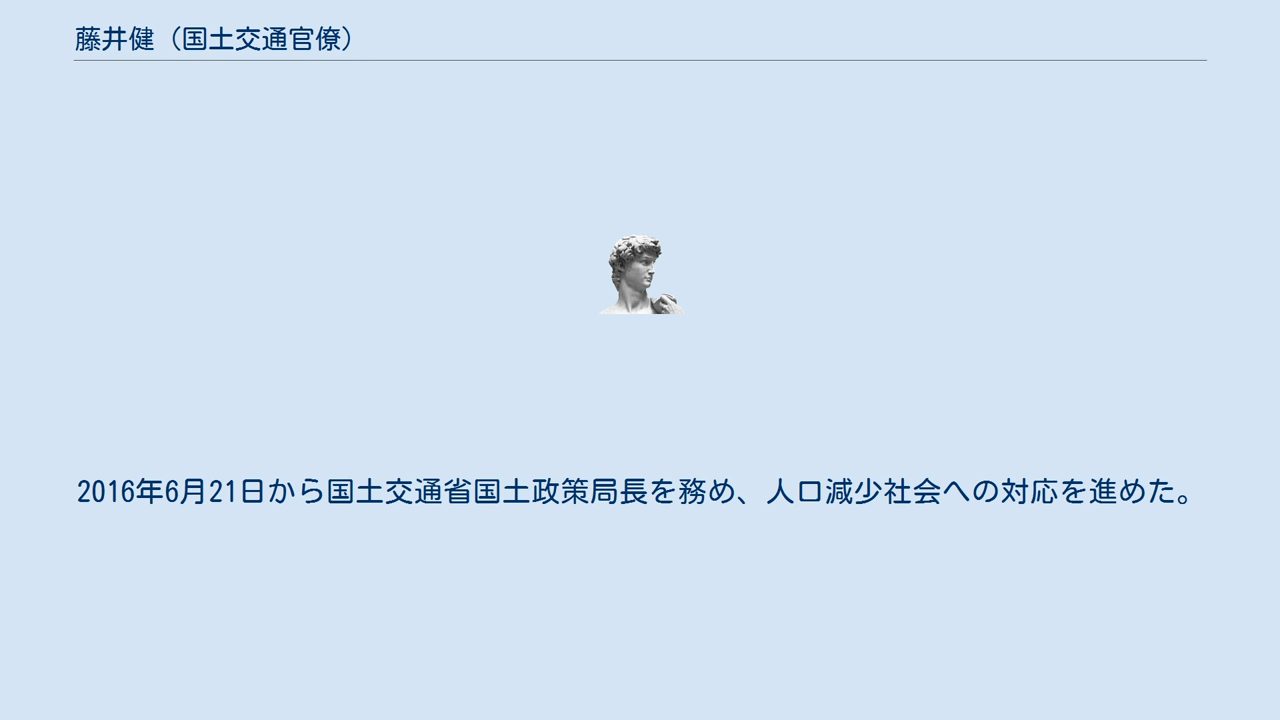 藤井健（国土交通官僚）
2016年6月21日から国土交通省国土政策局長を務め、人口減少社会への対応を進めた。